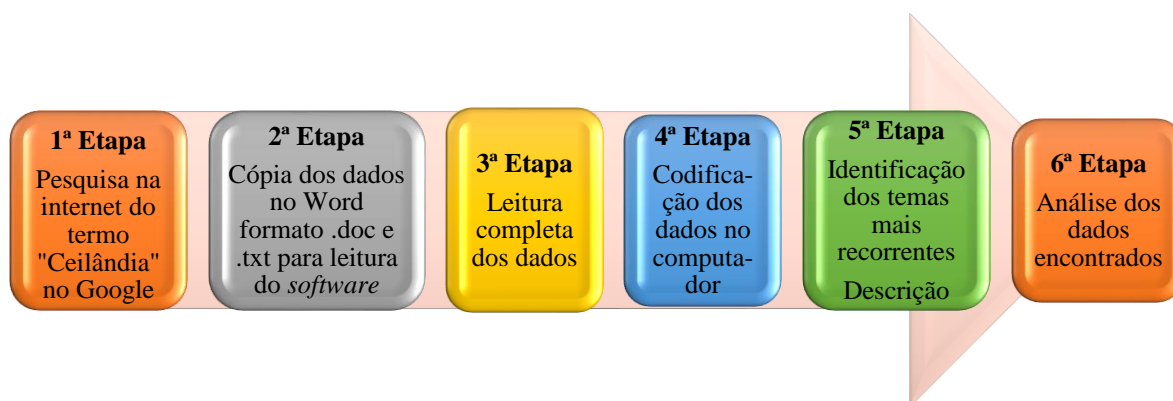 1ª Etapa
Pesquisa na
internet do
termo
"Ceilândia"
no Google
2ª Etapa
Cópia dos dados
no Word
formato .doc e
.txt para leitura
do software
3ª Etapa
Leitura
completa
dos dados
4ª Etapa
Codifica-
ção dos
dados no
computa-
dor
5ª Etapa
Identificação
dos temas
mais
recorrentes
Descrição
6ª Etapa
Análise dos
dados
encontrados